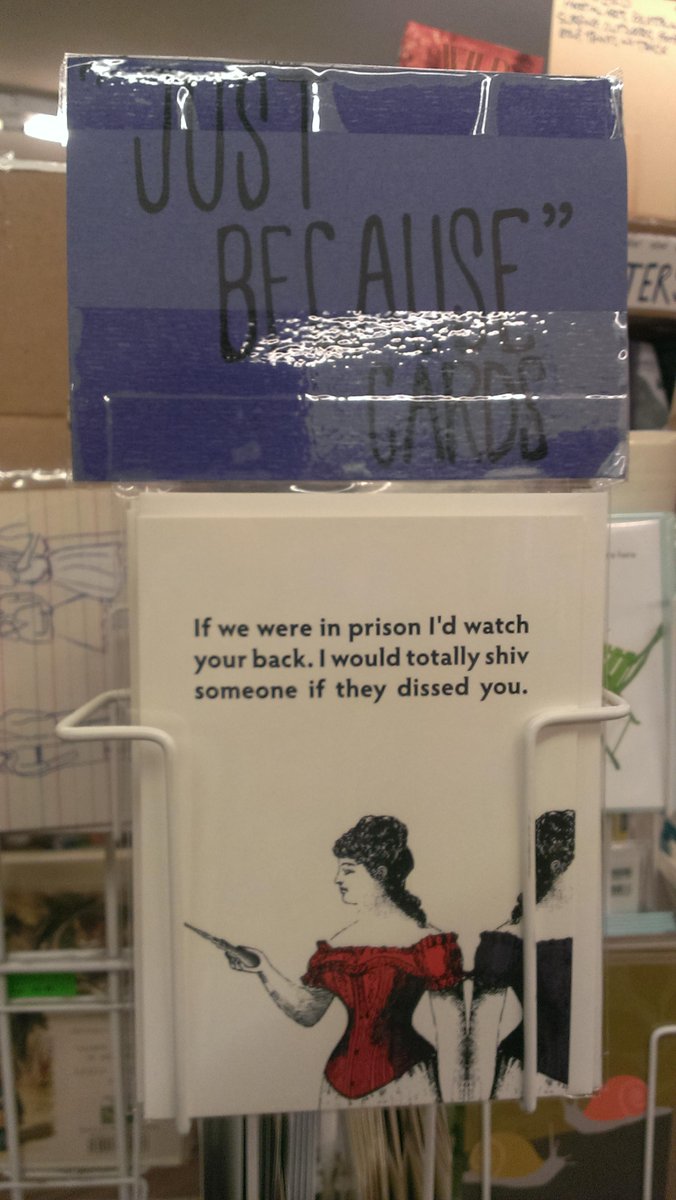 "JUST
BECAUSE"
CARDS
If we were in prison I'd watch
your back. I would totally shiv
someone if they dissed you.
TERS